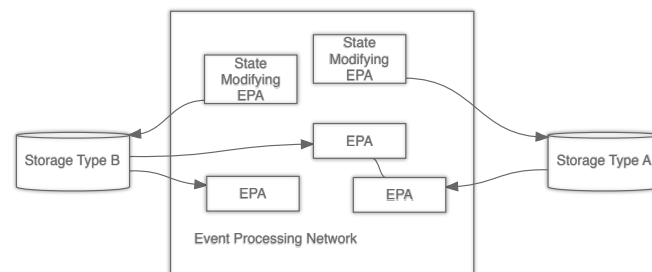 State
Modifying
EPA
State
Modifying
EPA
Storage Type B
EPA
Storage Type A
EPA
EPA
Event Processing Network